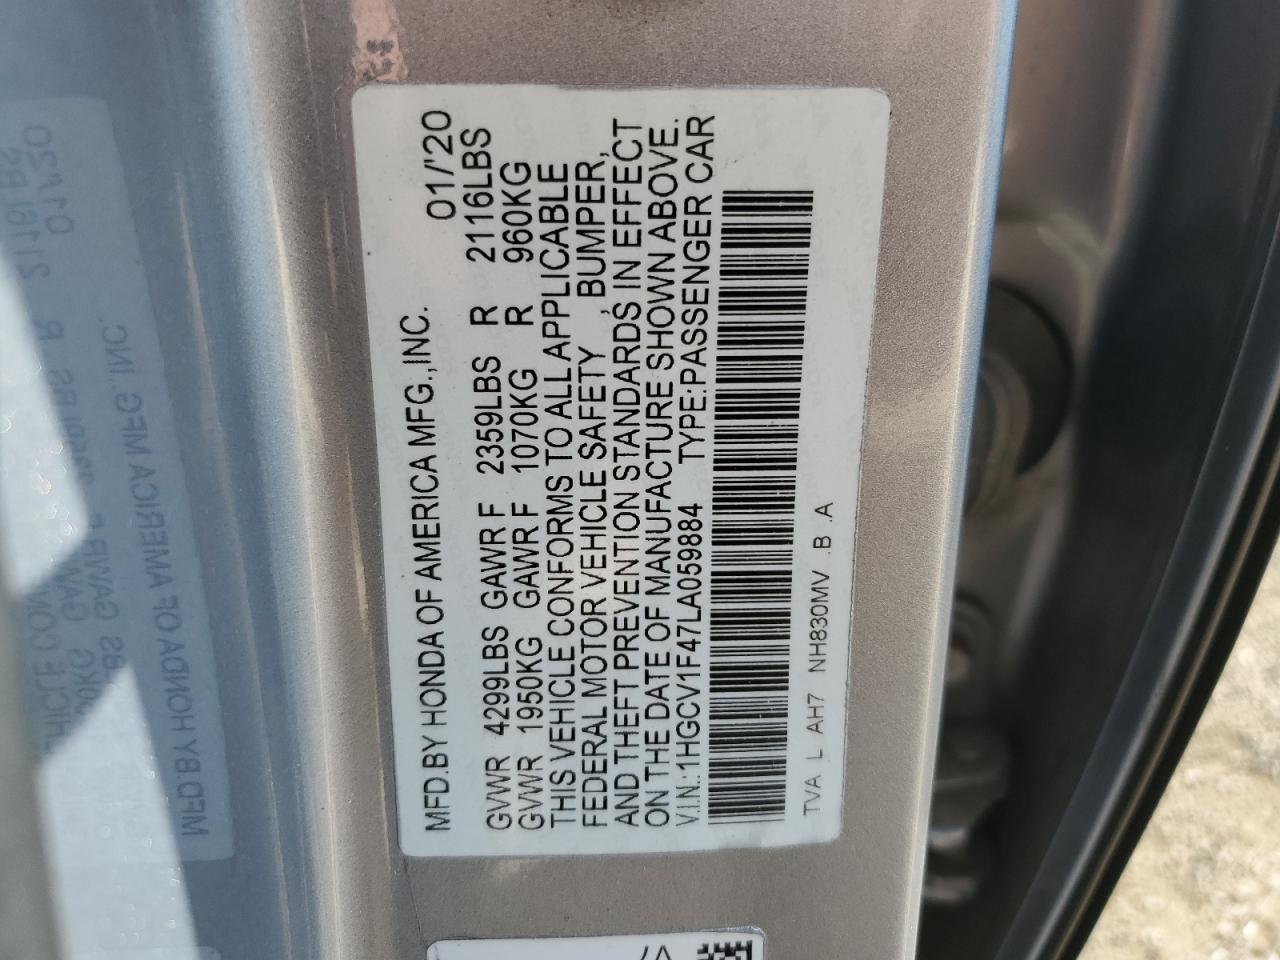 MFD.BY HONDA OF AMERICA MFG.,INC. 01/'20
GVWR 4299LBS GAWR F 2359LBS R 2116LBS
GVWR 1950KG GAWR F 1070KG R 960KG
THIS VEHICLE CONFORMS TO ALL APPLICABLE
FEDERAL MOTOR VEHICLE SAFETY , BUMPER,
AND THEFT PREVENTION STANDARDS, IN EFFECT
ON THE DATE OF MANUFACTURE SHOWN ABOVE.
V.I.N.:1HGCV1F47LA059884 TYPE:PASSENGER CAR
TVA L AH7 NH830MV .B .A